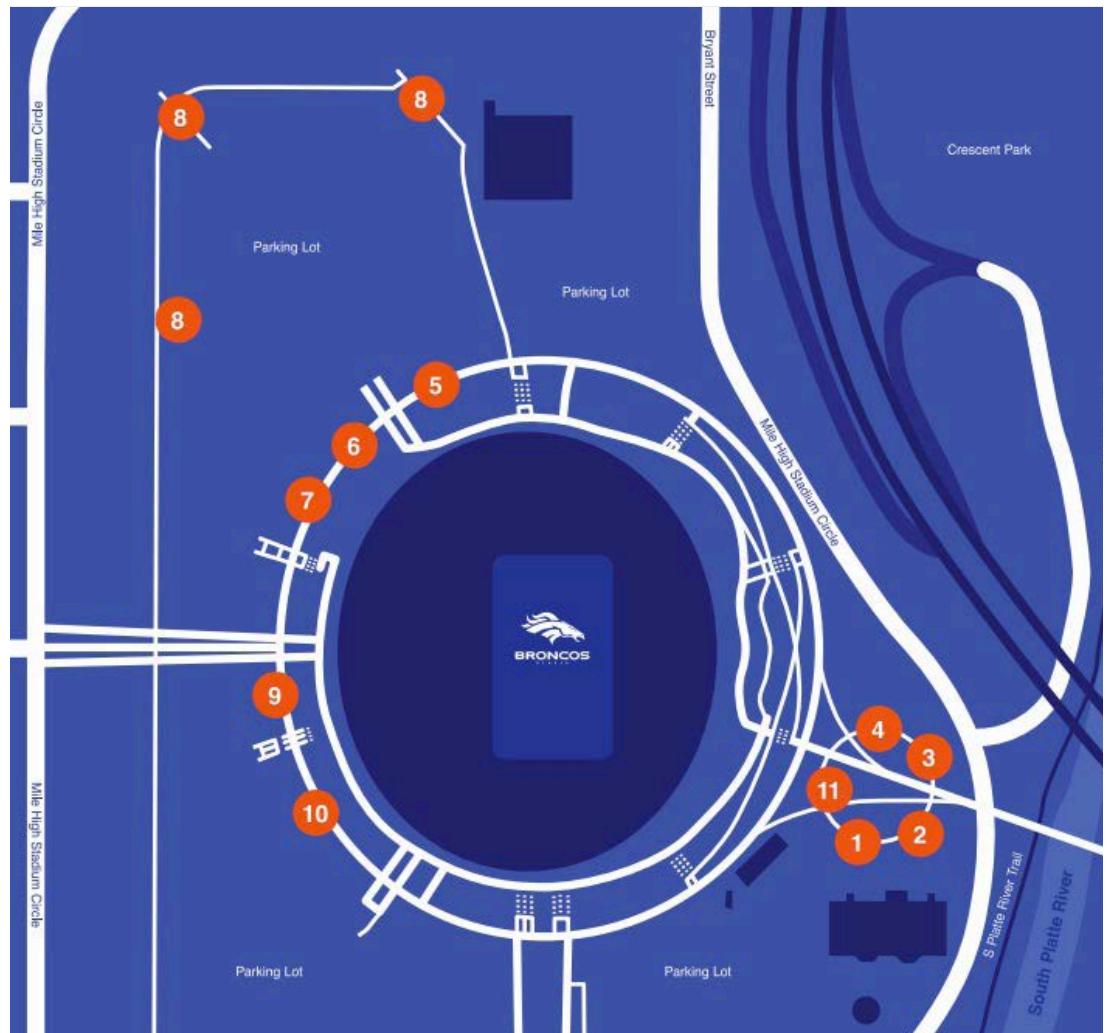 Mile High Stadium Circle
Bryant Street
8
8
Crescent Park
Parking Lot
Parking Lot
8
5
6
Mile High Stadium Circle
7
BRONCOS
9
4
3
11
10
2
1
Mile High Stadium Circle
S Platte River Trail
South Platte River
Parking Lot
Parking Lot